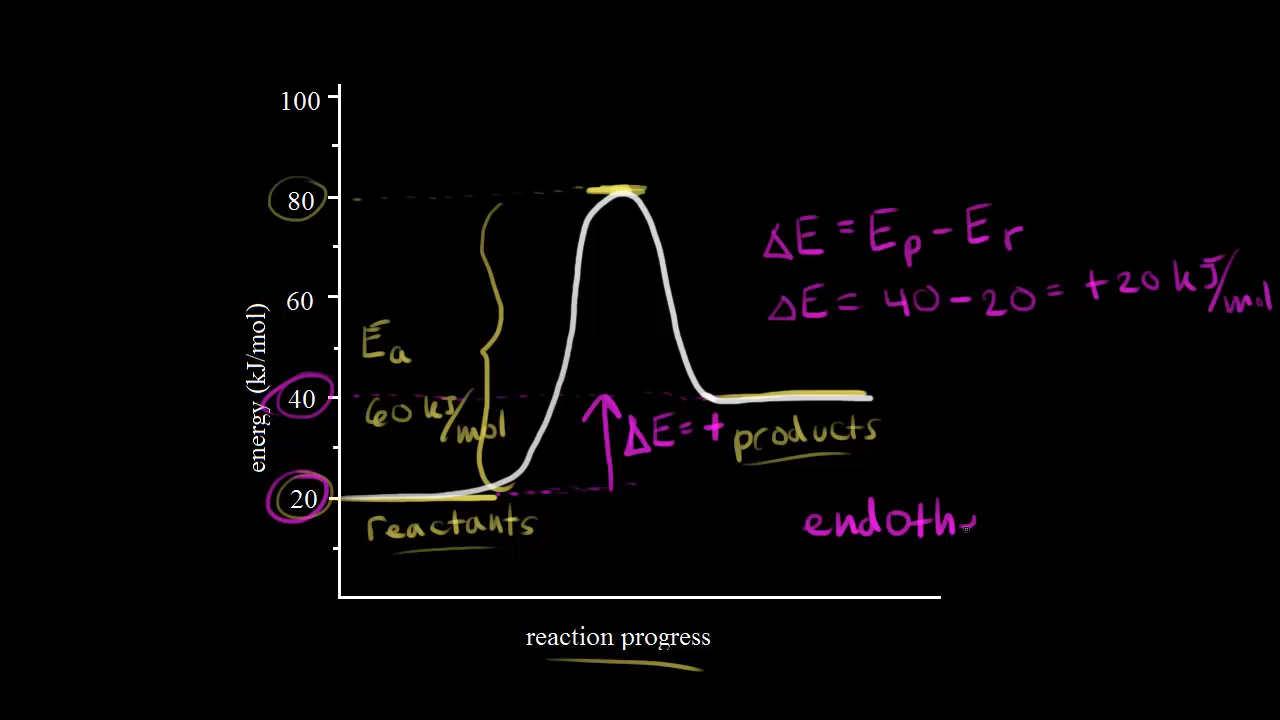 100
80
60
40
20
energy (kJ/mol)
Ea
60 kJ/mol
reactants
ΔE = +
products
ΔE = Ep - Er
ΔE = 40 - 20 = +20 kJ/mol
endoth
reaction progress